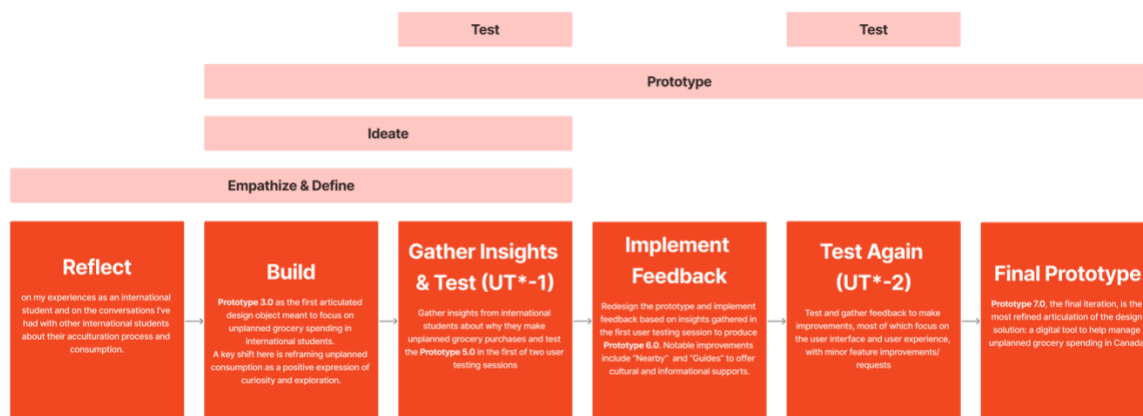 Test
Test
Prototype
Ideate
Empathize & Define
Reflect
on my experiences as an international
student and on the conversations I've
had with other international students
about their acculturation process and
consumption.
Build
Prototype 3.0 as the first articulated
design object meant to focus on
unplanned grocery spending in
international students.
A key shift here is reframing unplanned
consumption as a positive expression of
curiosity and exploration.
Gather Insights
& Test (UT*-1)
Gather insights from international
students about why they make
unplanned grocery purchases and test
the Prototype 5.0 in the first of two user
testing sessions
Implement
Feedback
Redesign the prototype and implement
feedback based on insights gathered in
the first user testing session to produce
Prototype 6.0. Notable improvements
include "Nearby" and "Guides" to offer
cultural and informational supports.
Test Again
(UT*-2)
Test and gather feedback to make
improvements, most of which focus on
the user interface and user experience,
with minor feature improvements/
requests
Final Prototype
Prototype 7.0, the final iteration, is the
most refined articulation of the design
solution: a digital tool to help manage
unplanned grocery spending in Canada